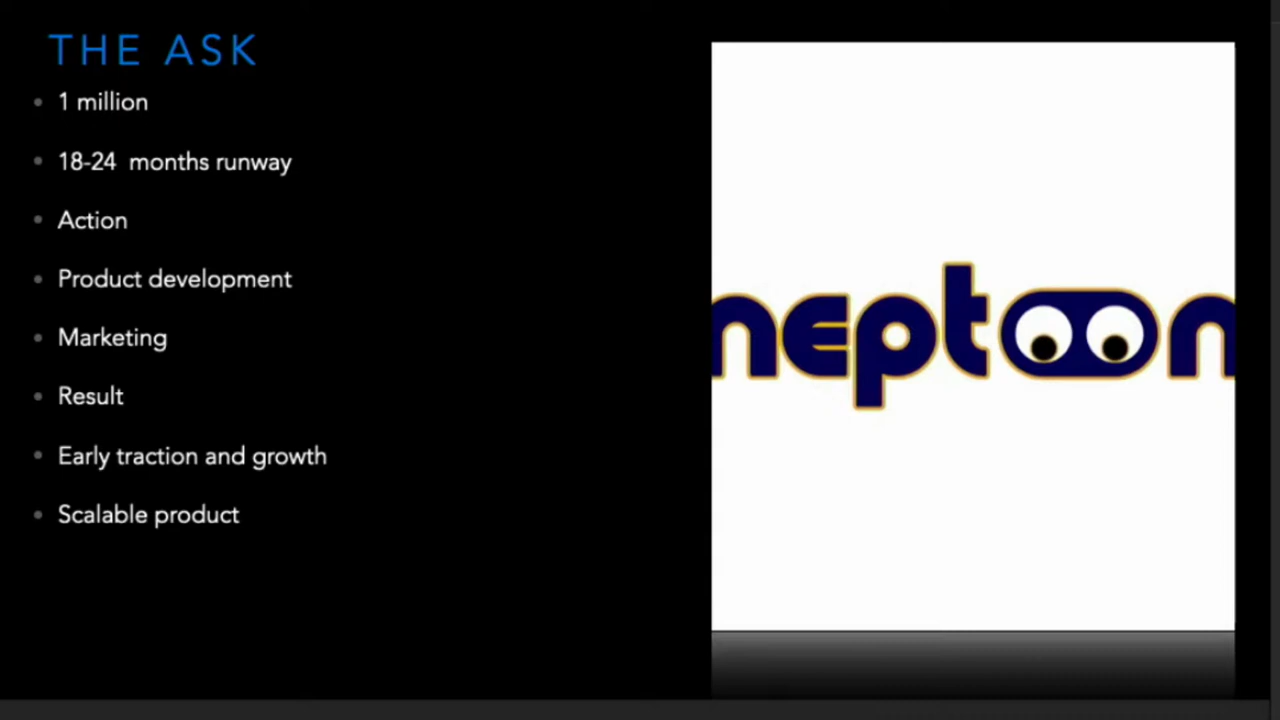 THE ASK
1 million
18-24 months runway
Action
Product development
Marketing
Result
Early traction and growth
Scalable product
neptoon